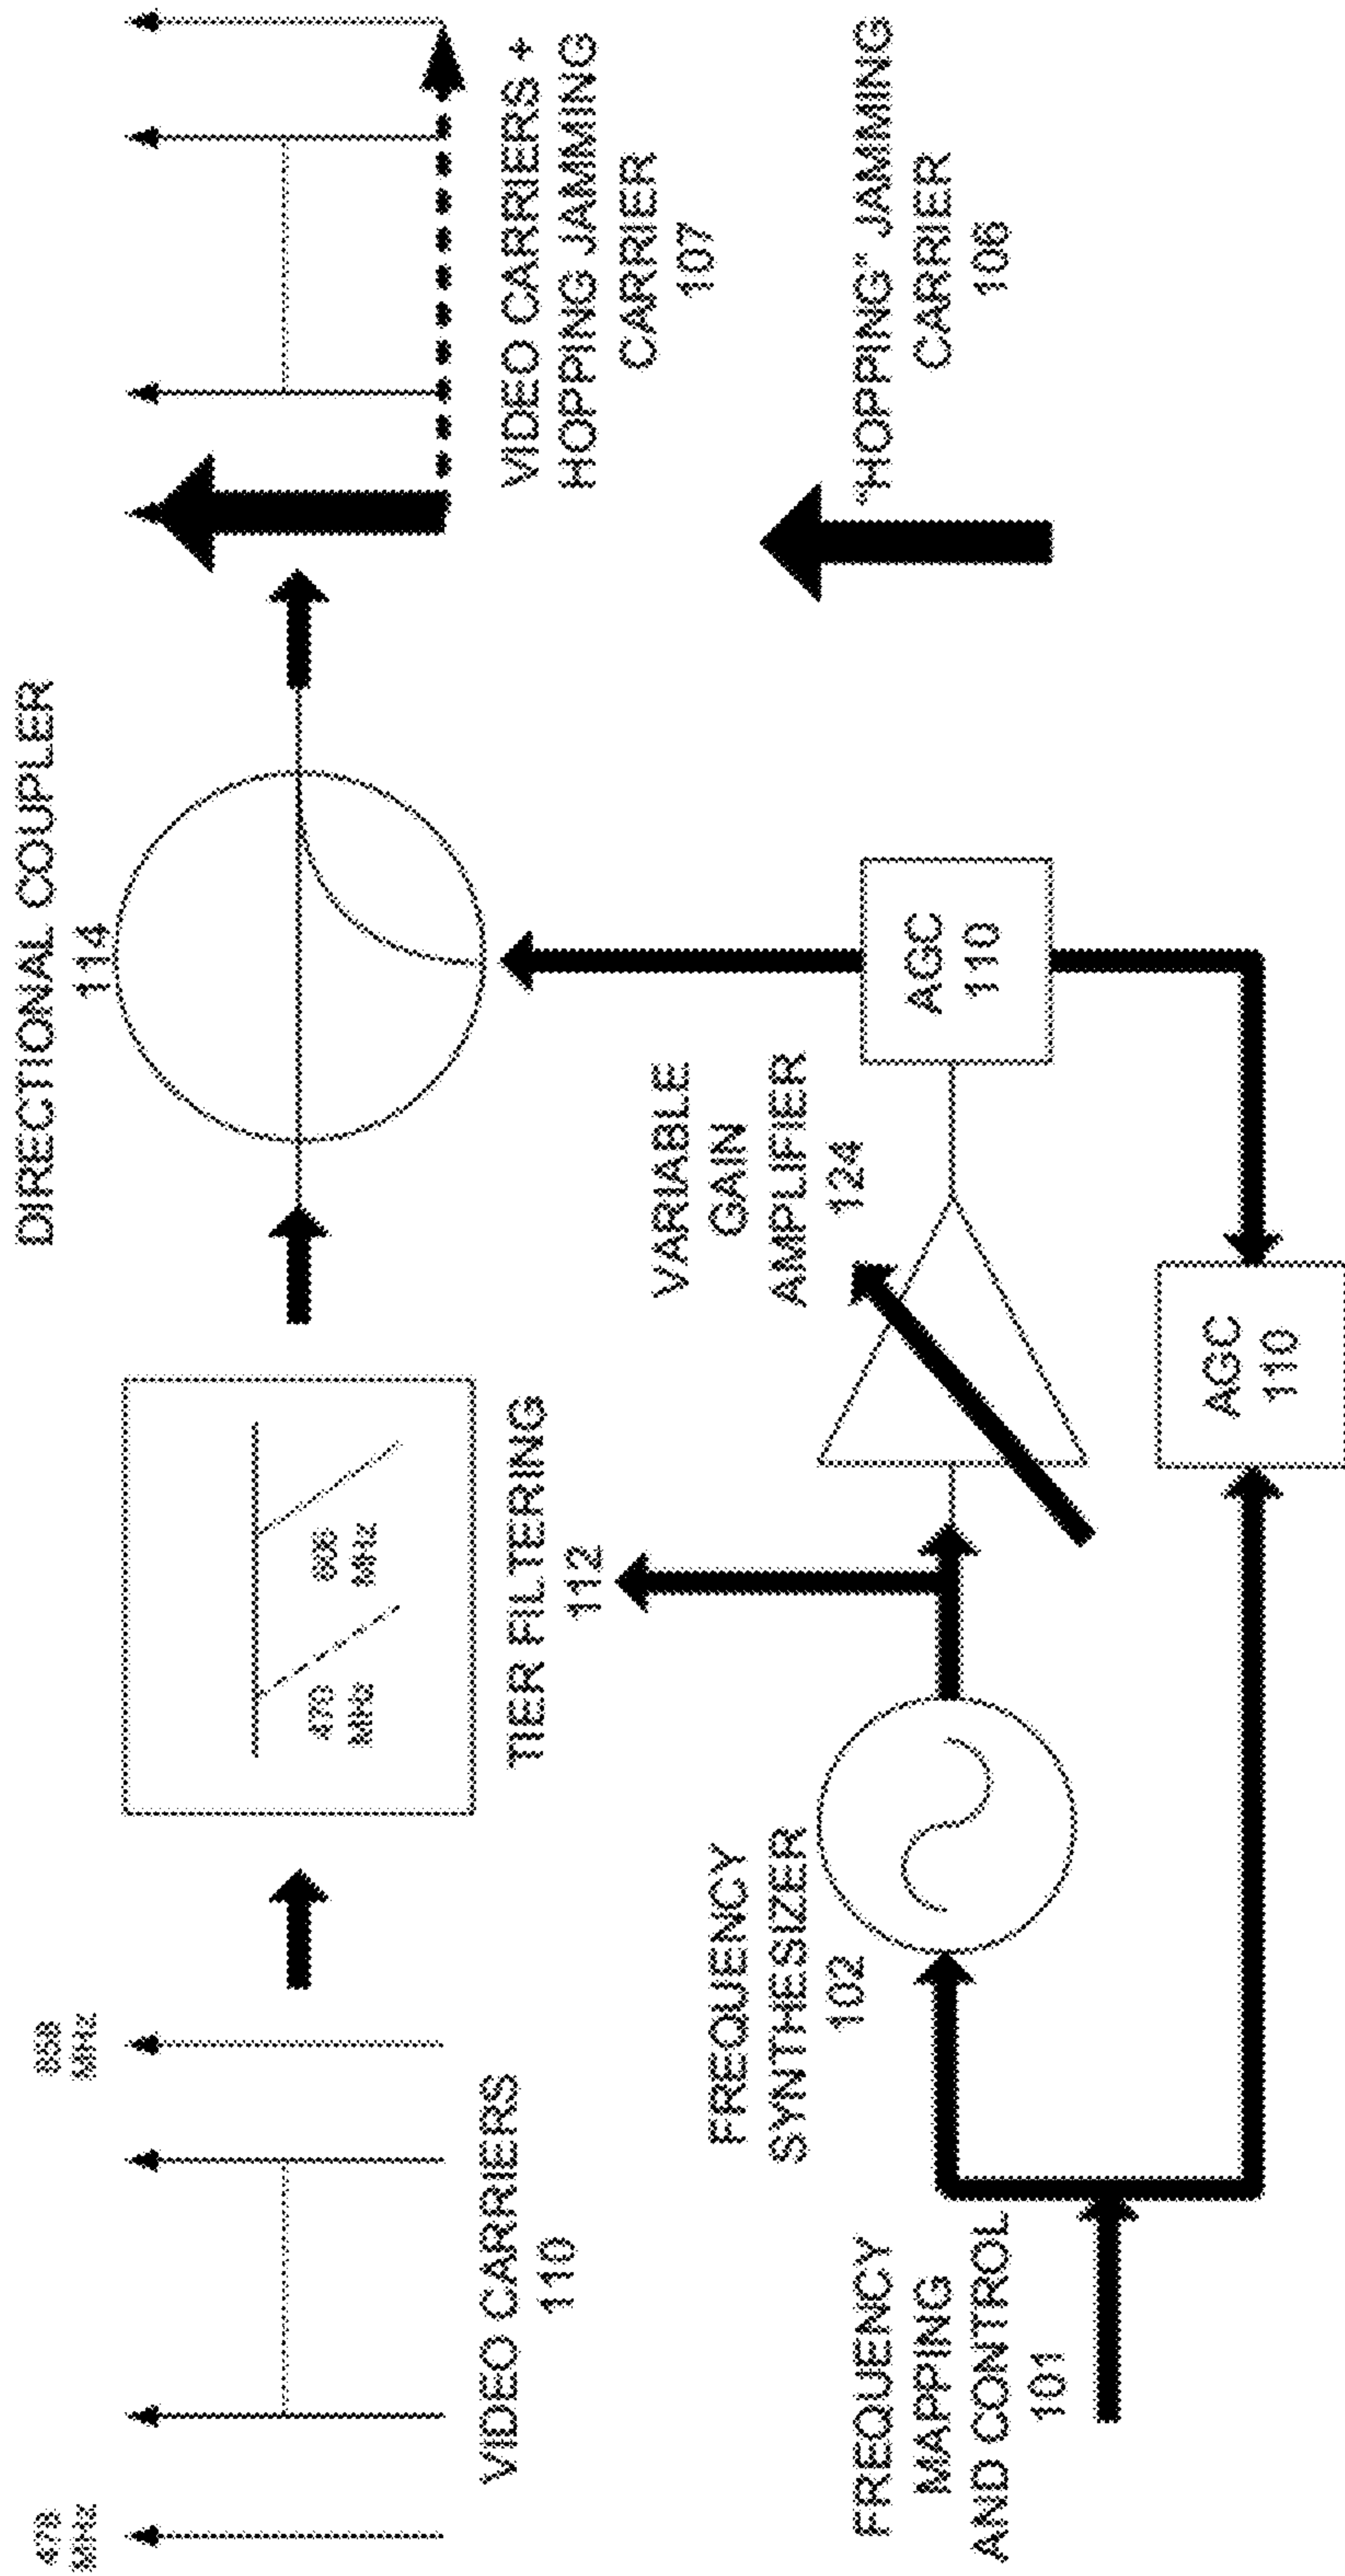 DIRECTIONAL COUPLER
114
MHz
MHz
VIDEO CARRIERS
110
MHz
MHz
TIER FILTERING
112
VIDEO CARRIERS +
HOPPING JAMMING
CARRIER
107
FREQUENCY
SYNTHESIZER
102
VARIABLE
GAIN
AMPLIFIER
124
AGC
110
"HOPPING" JAMMING
CARRIER
106
FREQUENCY
MAPPING
AND CONTROL
101
AGC
110